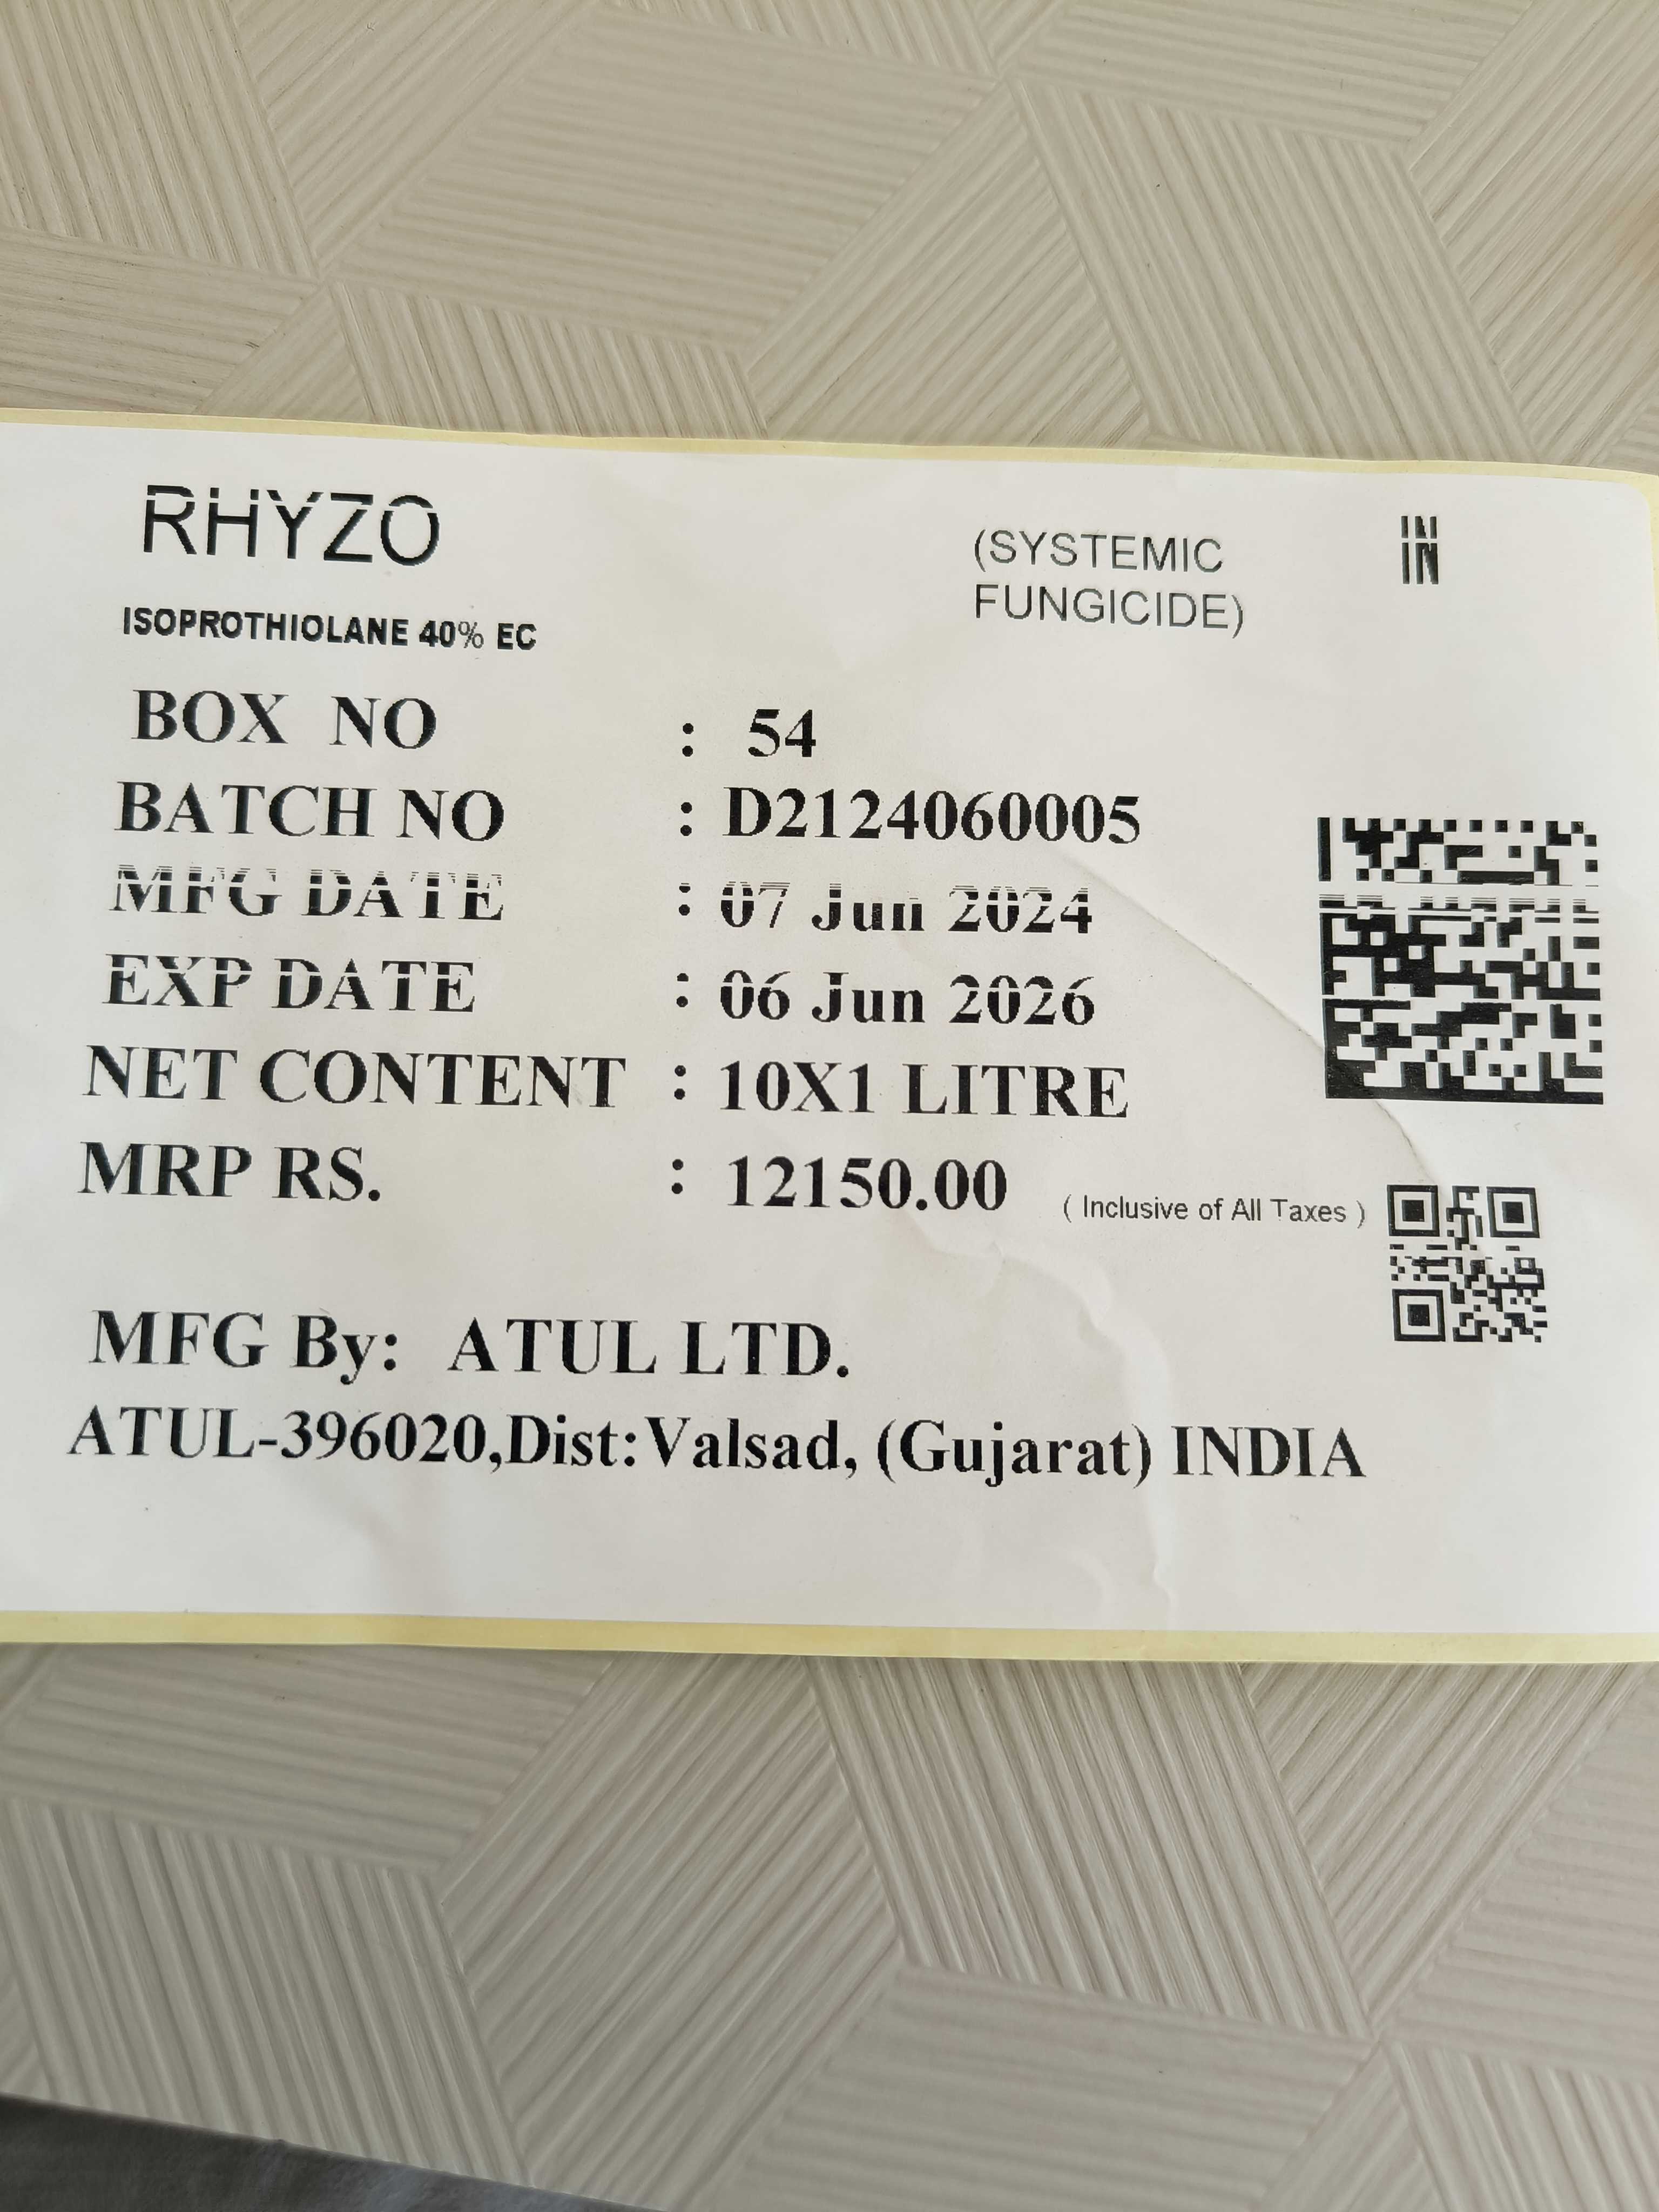 RHYZO
(SYSTEMIC
FUNGICIDE)
IN
ISOPROTHIOLANE 40% EC
BOX NO : 54
BATCH NO : D2124060005
MFG DATE : 07 Jun 2024
EXP DATE : 06 Jun 2026
NET CONTENT : 10X1 LITRE
MRP RS. : 12150.00 ( Inclusive of All Taxes )
MFG By: ATUL LTD.
ATUL-396020,Dist:Valsad, (Gujarat) INDIA